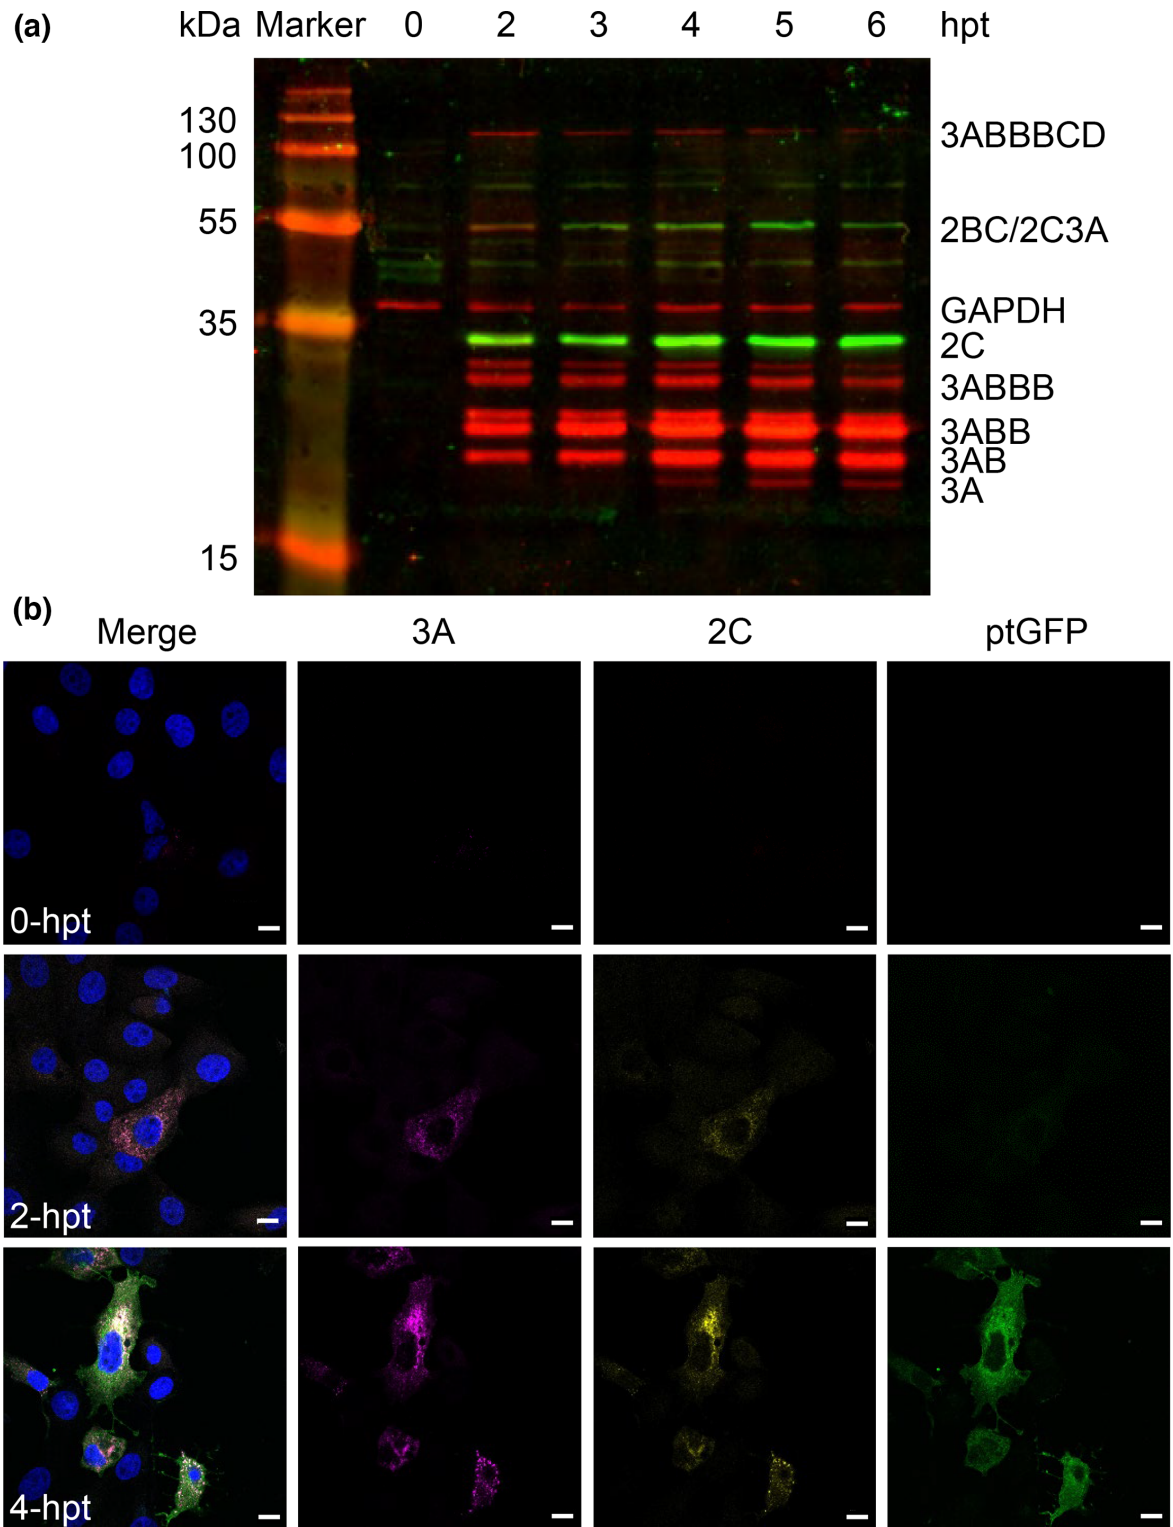 (a) kDa Marker 0 2 3 4 5 6 hpt
130
100
55
35
15
3ABBBCD
2BC/2C3A
GAPDH
2C
3ABBB
3ABB
3AB
3A
(b)
Merge 3A 2C ptGFP
0-hpt
2-hpt
4-hpt